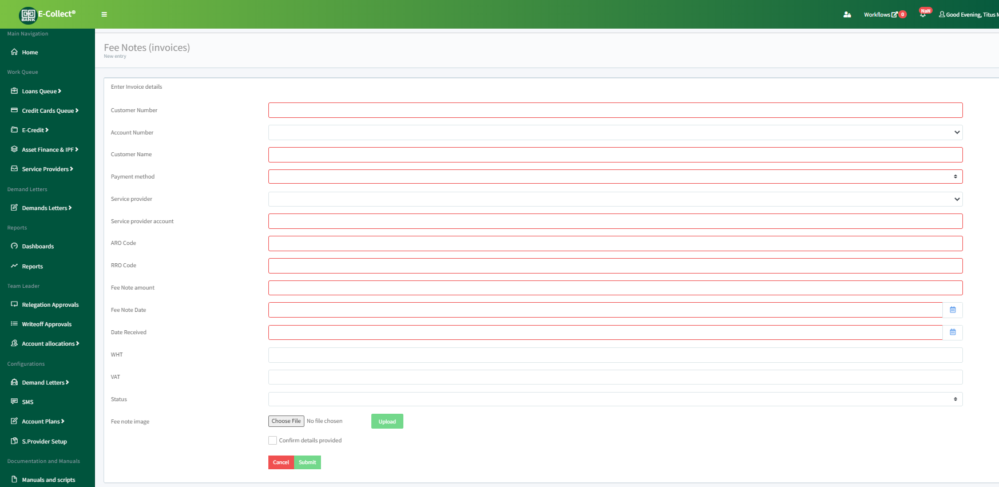 BANK
E-Collect®
Workflows 0
NaN
Good Evening, Titus M
Main Navigation
Home
Work Queue
Loans Queue
Credit Cards Queue
E-Credit
Asset Finance & IPF
Service Providers
Demand Letters
Demands Letters
Reports
Dashboards
Reports
Team Leader
Relegation Approvals
Writeoff Approvals
Account allocations
Configurations
Demand Letters
SMS
Account Plans
S.Provider Setup
Documentation and Manuals
Manuals and scripts
Fee Notes (invoices)
New entry
Enter Invoice details
Customer Number
Account Number
Customer Name
Payment method
Service provider
Service provider account
ARO Code
RRO Code
Fee Note amount
Fee Note Date
Date Received
WHT
VAT
Status
Fee note image Choose File No file chosen Upload
Confirm details provided
Cancel Submit